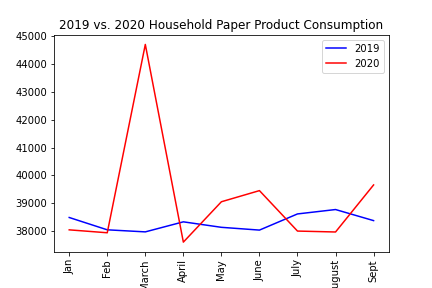 2019 vs. 2020 Household Paper Product Consumption
45000
44000
43000
42000
41000
40000
39000
38000
2019
2020
Jan
Feb
March
April
May
June
July
August
Sept